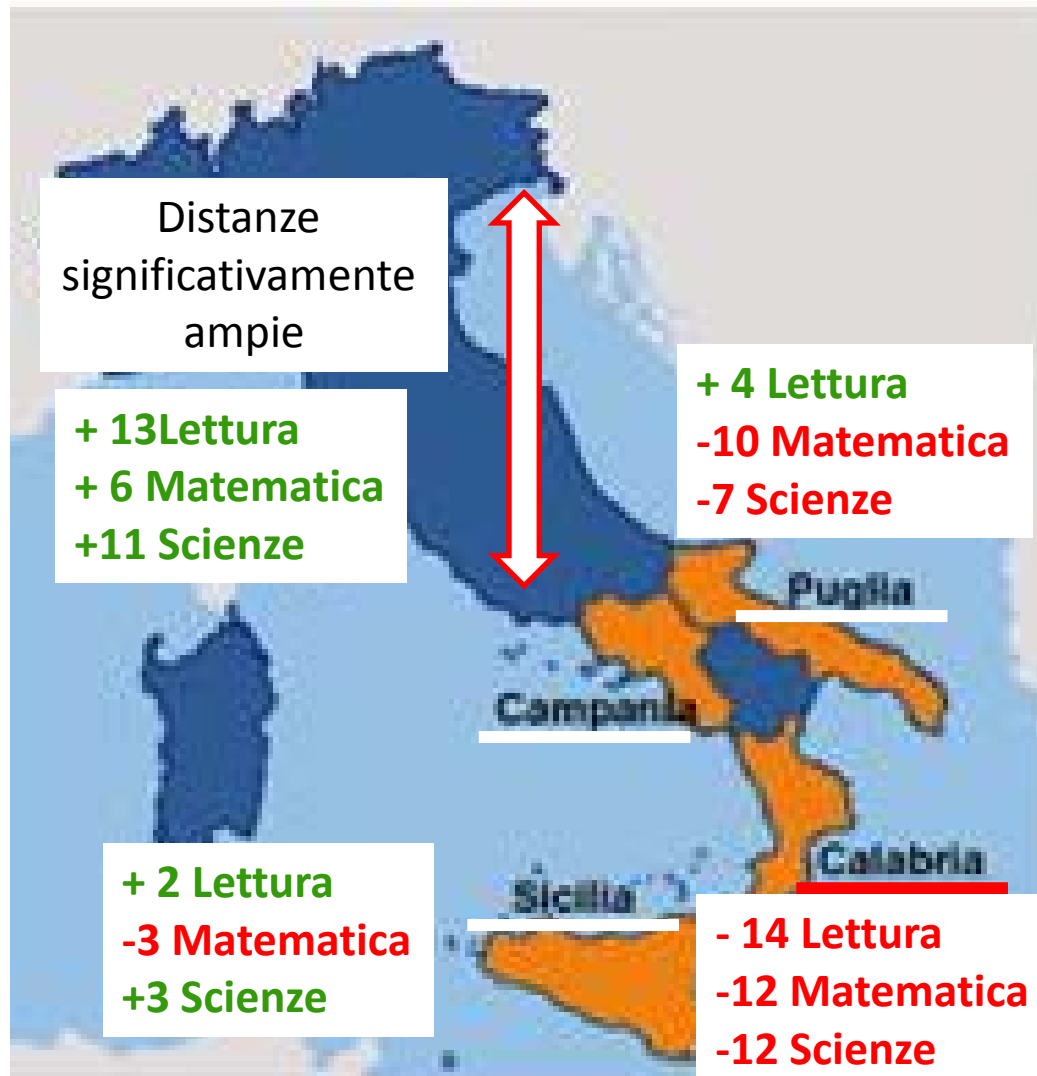 Distanze
significativamente
ampie
+ 13Lettura
+ 6 Matematica
+11 Scienze
+ 4 Lettura
-10 Matematica
-7 Scienze
Puglia
Campania
Calabria
Sicilia
+ 2 Lettura
-3 Matematica
+3 Scienze
- 14 Lettura
-12 Matematica
-12 Scienze